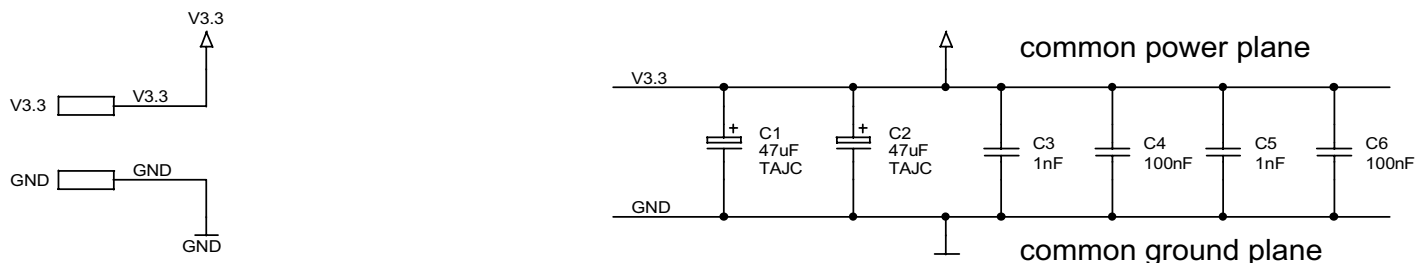 V3.3
V3.3
V3.3
GND
GND
GND
common power plane
V3.3
+
C1
47uF
TAJC
+
C2
47uF
TAJC
C3
1nF
C4
100nF
C5
1nF
C6
100nF
GND
common ground plane